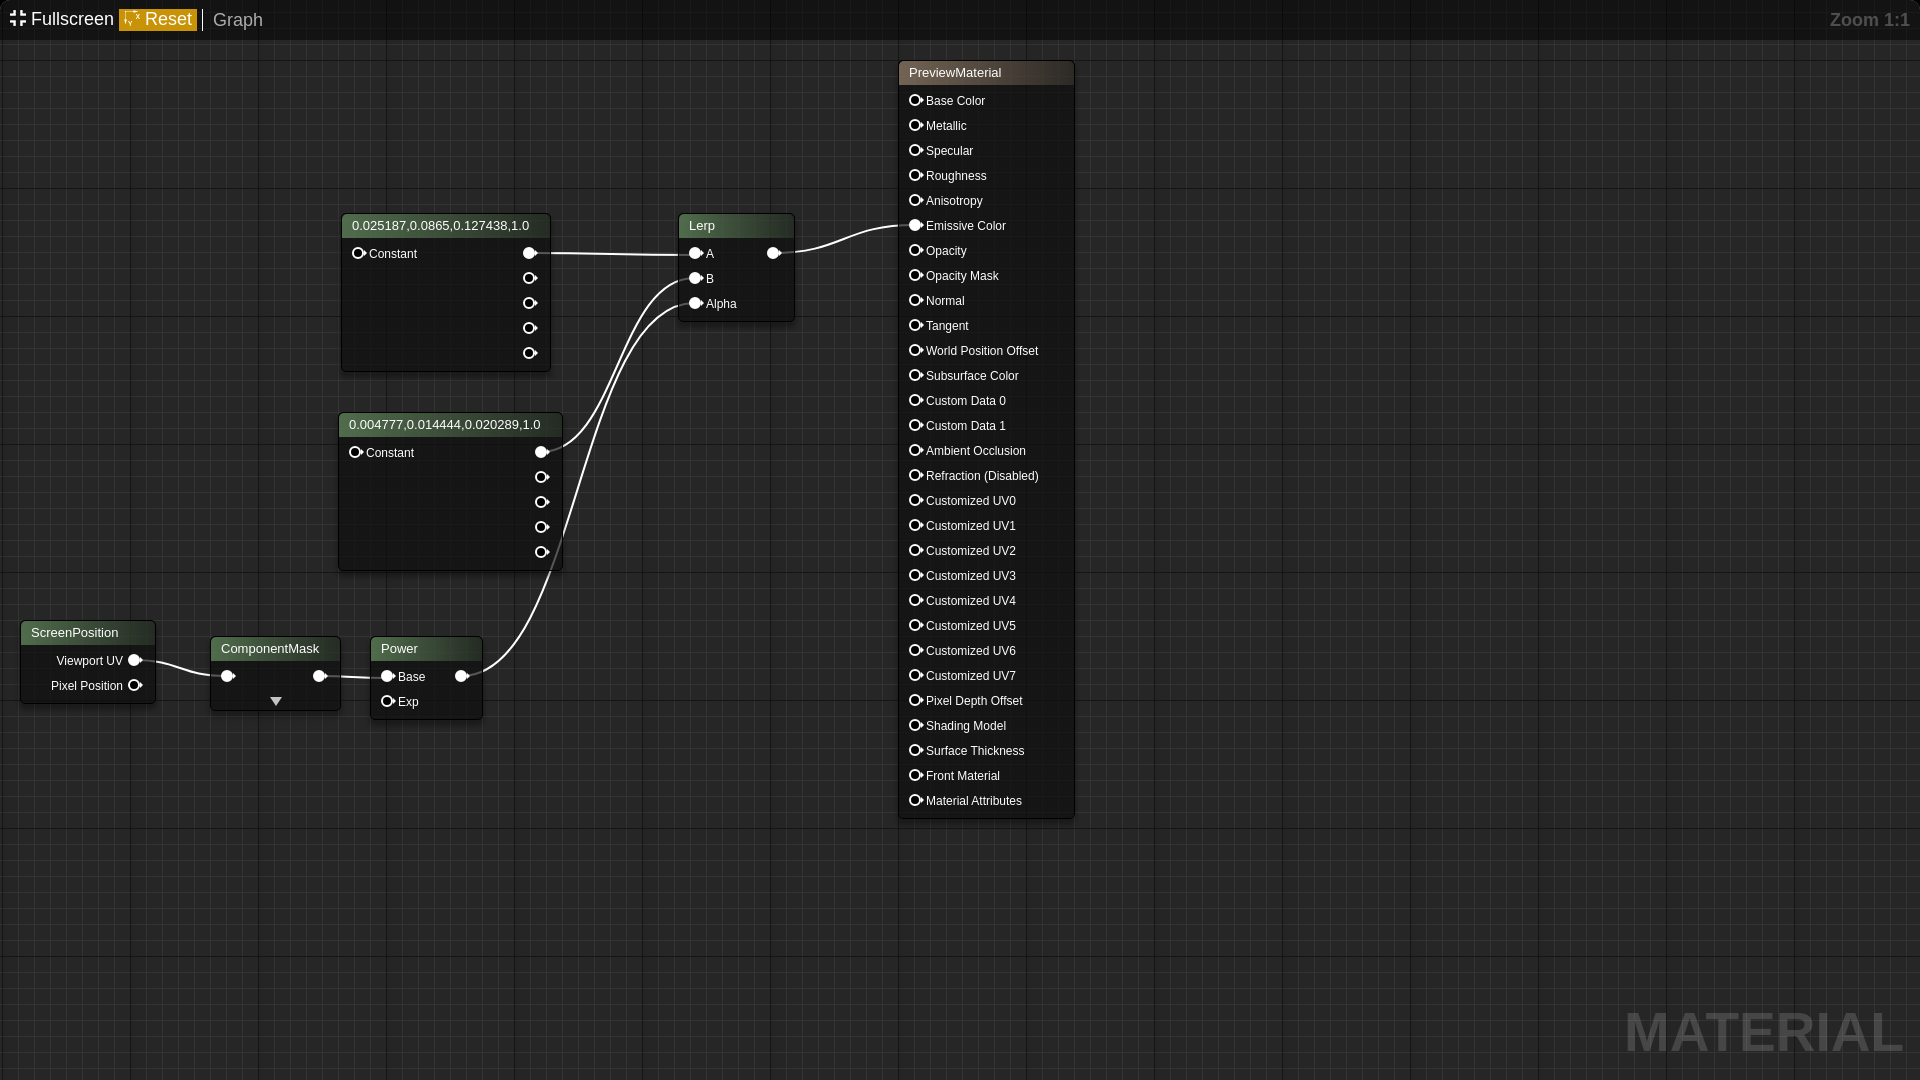 Fullscreen Reset Graph
Zoom 1:1
PreviewMaterial
Base Color
Metallic
Specular
Roughness
Anisotropy
Emissive Color
Opacity
Opacity Mask
Normal
Tangent
World Position Offset
Subsurface Color
Custom Data 0
Custom Data 1
Ambient Occlusion
Refraction (Disabled)
Customized UV0
Customized UV1
Customized UV2
Customized UV3
Customized UV4
Customized UV5
Customized UV6
Customized UV7
Pixel Depth Offset
Shading Model
Surface Thickness
Front Material
Material Attributes
0.025187,0.0865,0.127438,1.0
Constant
Lerp
A
B
Alpha
0.004777,0.014444,0.020289,1.0
Constant
ScreenPosition
Viewport UV
Pixel Position
ComponentMask
Power
Base
Exp
MATERIAL